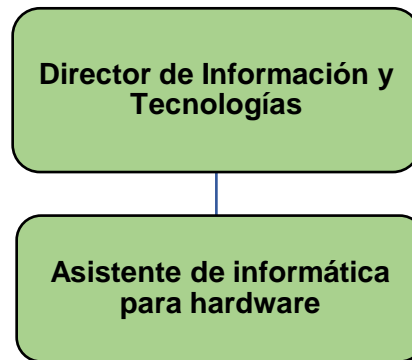 Director de Información y
Tecnologías
Asistente de informática
para hardware